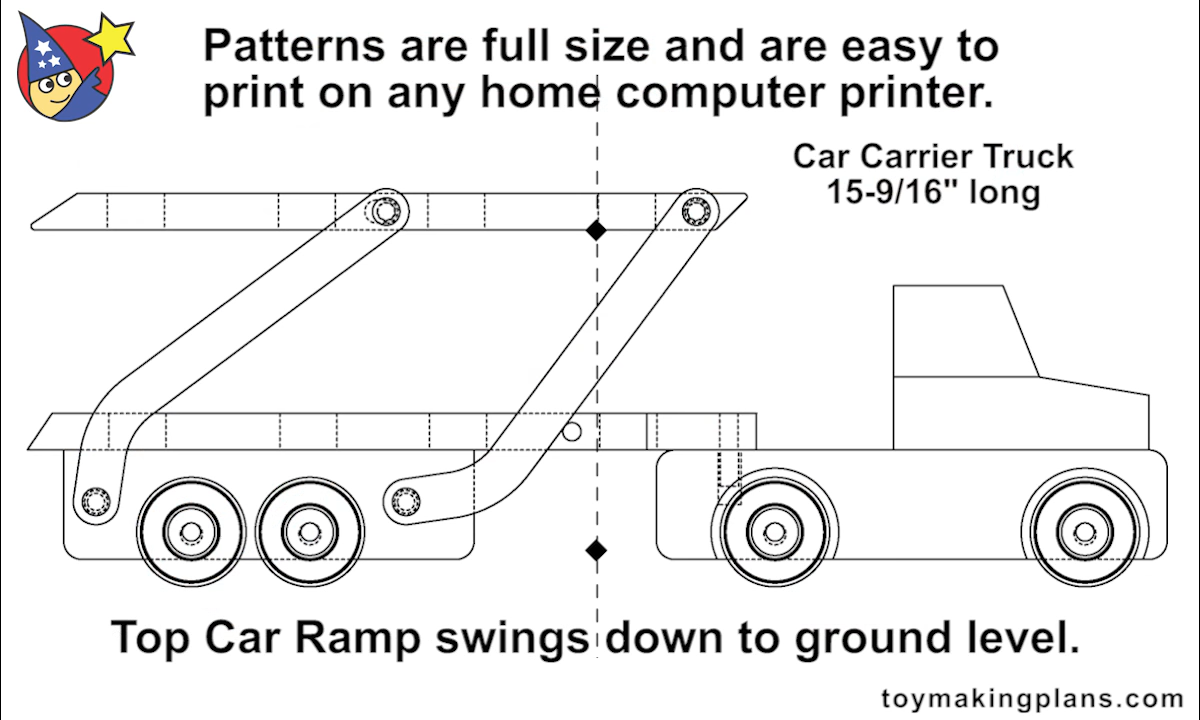 Patterns are full size and are easy to
print on any home computer printer.
Car Carrier Truck
15-9/16" long
Top Car Ramp swings down to ground level.
toymakingplans.com